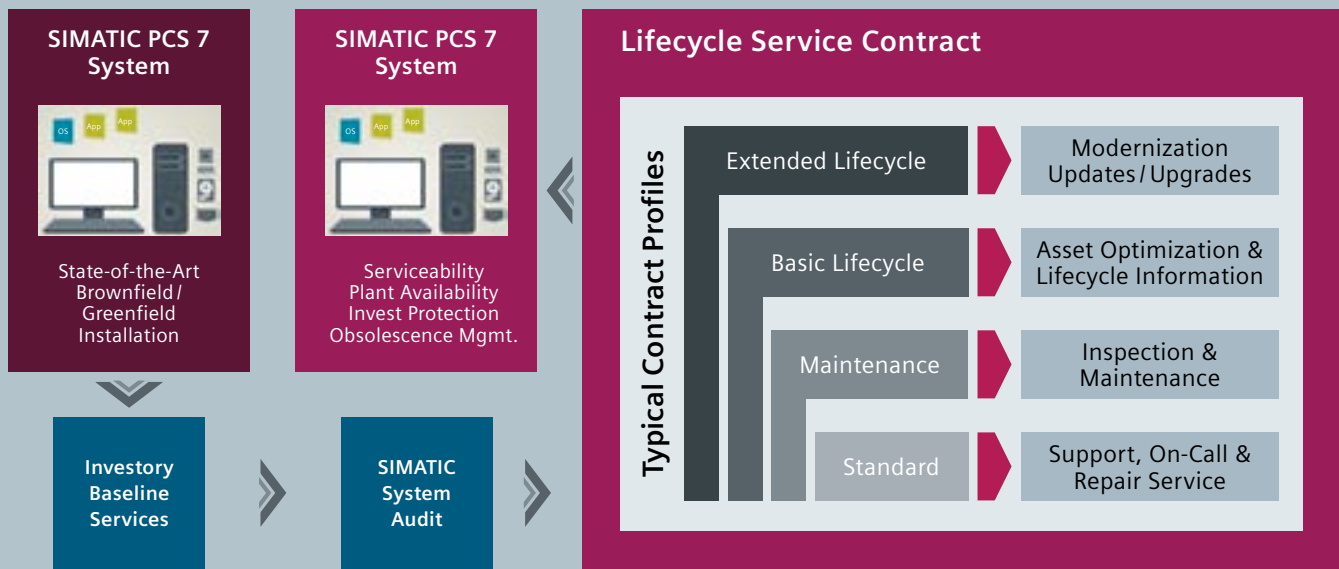 SIMATIC PCS 7
System
OS
App
App
State-of-the-Art
Brownfield /
Greenfield
Installation
Investory
Baseline
Services
SIMATIC PCS 7
System
OS
App
App
Serviceability
Plant Availability
Invest Protection
Obsolescence Mgmt.
SIMATIC
System
Audit
Lifecycle Service Contract
Typical Contract Profiles
Extended Lifecycle
Modernization
Updates / Upgrades
Basic Lifecycle
Asset Optimization &
Lifecycle Information
Maintenance
Inspection &
Maintenance
Standard
Support, On-Call &
Repair Service